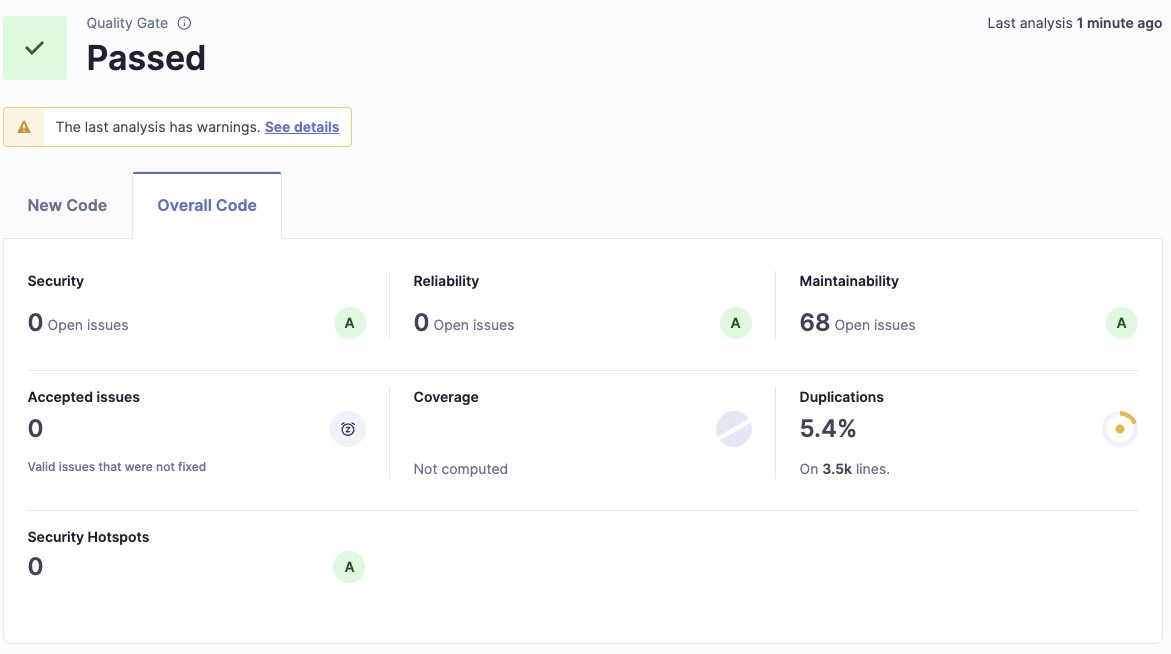 Quality Gate
Last analysis 1 minute ago
Passed
The last analysis has warnings. See details
New Code
Overall Code
Security
Reliability
Maintainability
0 Open issues
A
0 Open issues
A
68 Open issues
A
Accepted issues
Coverage
Duplications
0
5.4%
Valid issues that were not fixed
Not computed
On 3.5k lines.
Security Hotspots
0
A